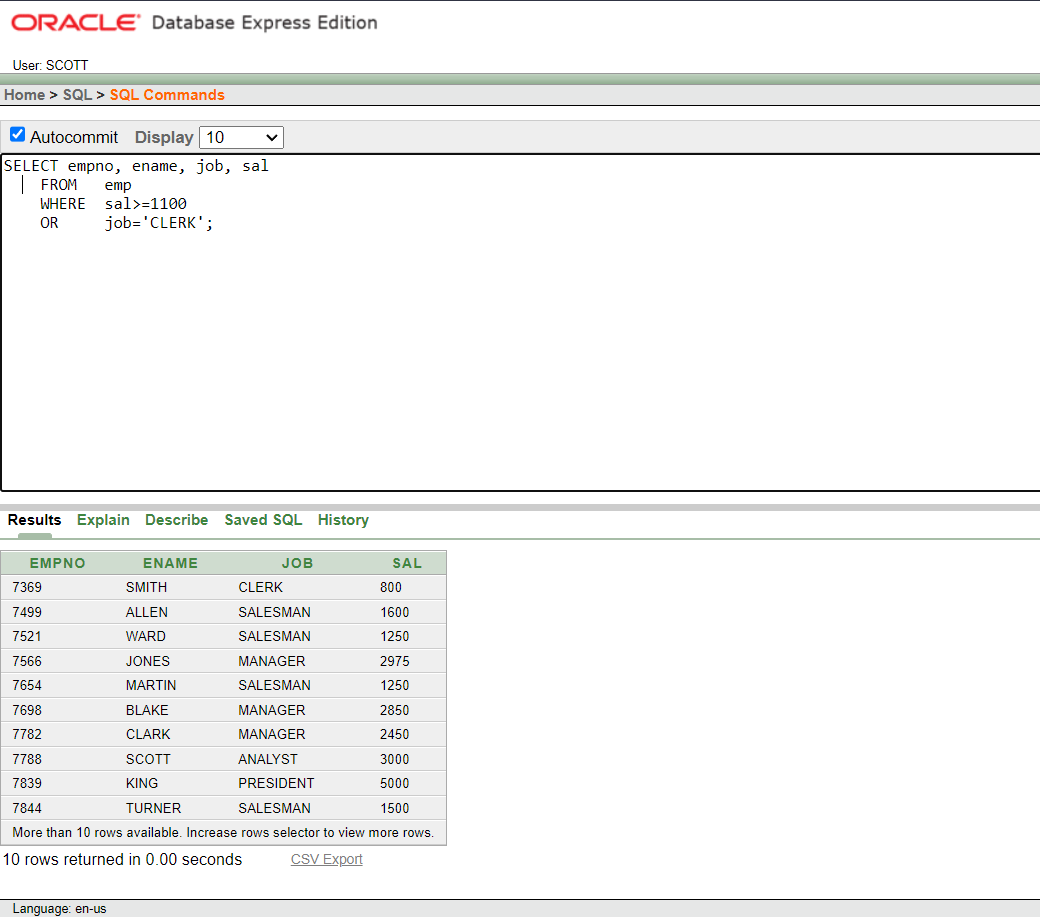 ORACLE® Database Express Edition
User: SCOTT
Home > SQL > SQL Commands
Autocommit Display 10
SELECT empno, ename, job, sal
FROM emp
WHERE sal>=1100
OR job='CLERK';
Results Explain Describe Saved SQL History
EMPNO ENAME JOB SAL
7369 SMITH CLERK 800
7499 ALLEN SALESMAN 1600
7521 WARD SALESMAN 1250
7566 JONES MANAGER 2975
7654 MARTIN SALESMAN 1250
7698 BLAKE MANAGER 2850
7782 CLARK MANAGER 2450
7788 SCOTT ANALYST 3000
7839 KING PRESIDENT 5000
7844 TURNER SALESMAN 1500
More than 10 rows available. Increase rows selector to view more rows.
10 rows returned in 0.00 seconds CSV Export
Language: en-us